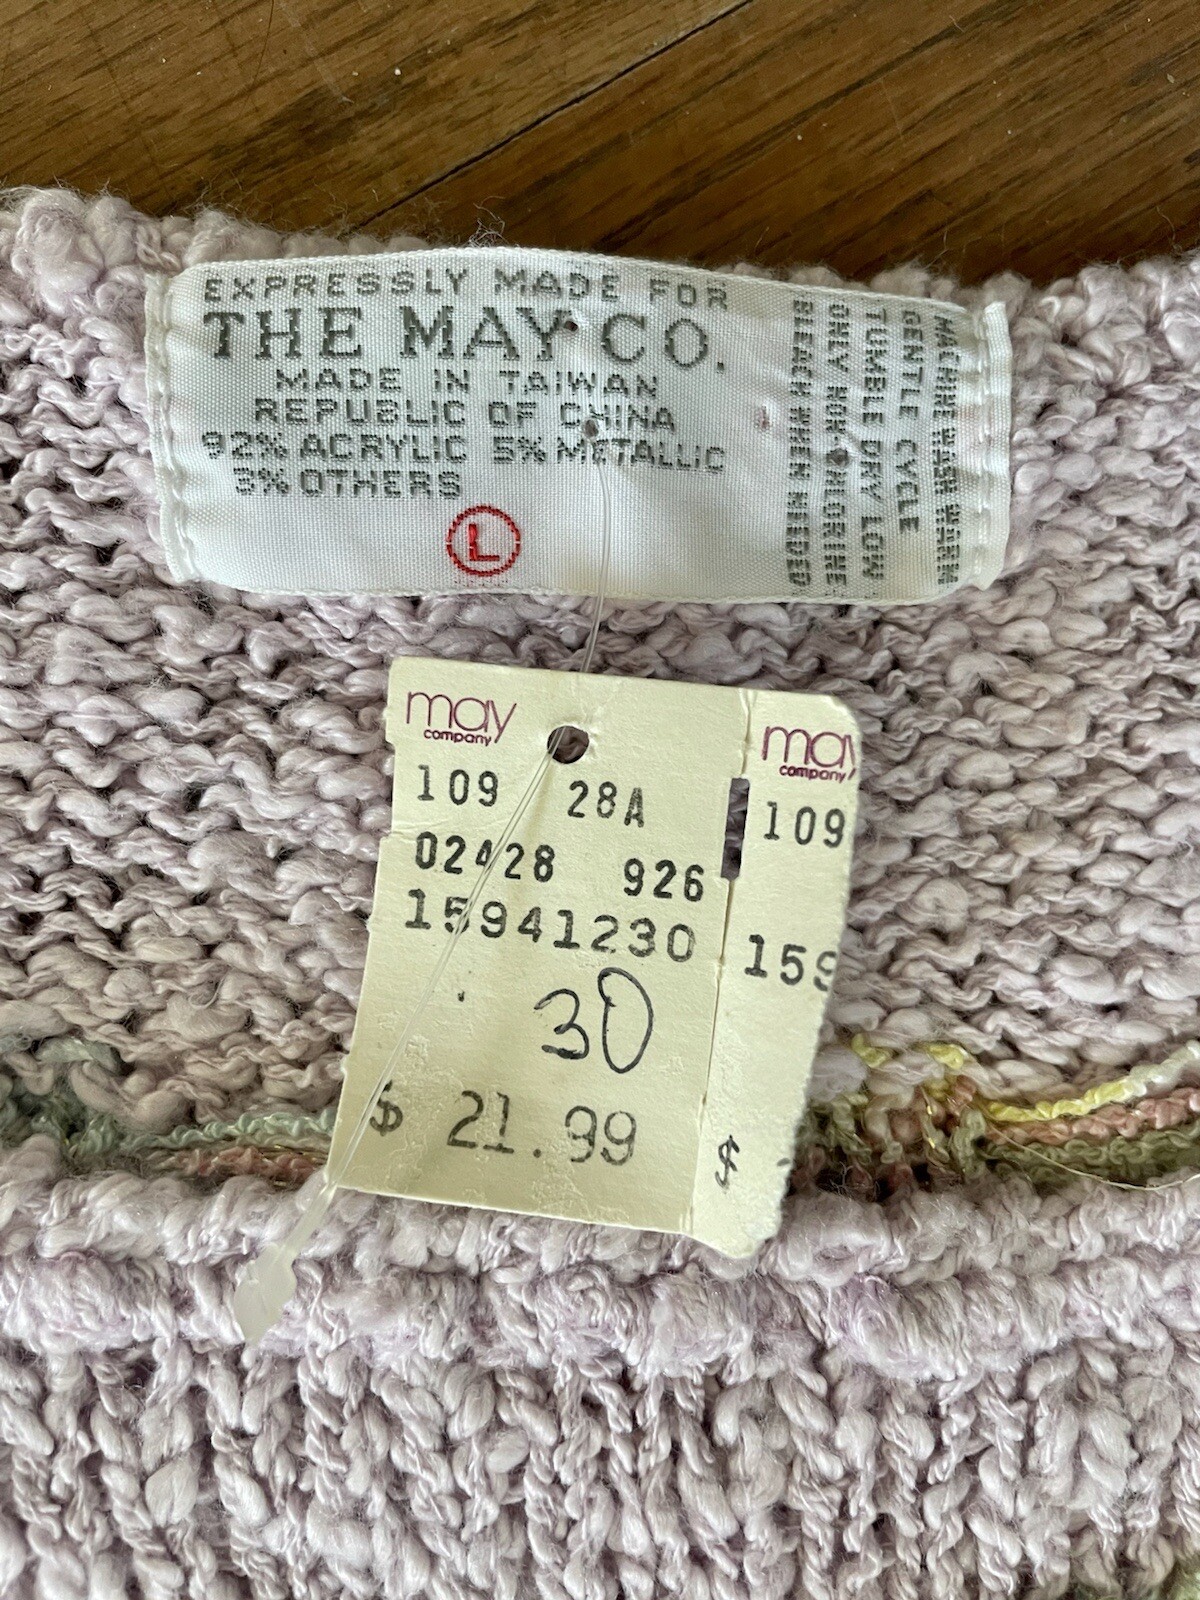 EXPRESSLY MADE FOR
THE MAY CO.
MADE IN TAIWAN
REPUBLIC OF CHINA
92% ACRYLIC 5% METALLIC
3% OTHERS
L
MACHINE WASH WARM
GENTLE CYCLE
TUMBLE DRY LOW
ONLY NON-CHLORINE
BLEACH WHEN NEEDED
may
company
109 28A
02428 926
15941230
30
$ 21.99
may
company
109
159
$